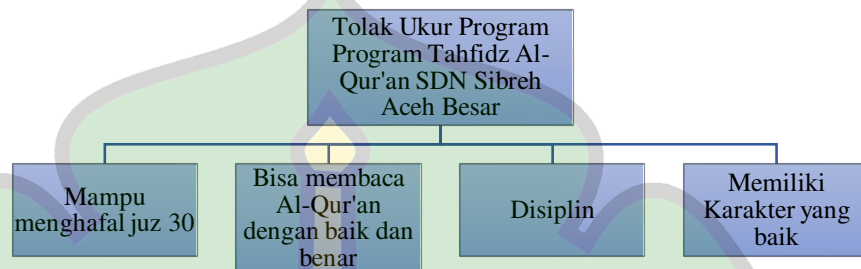 Tolak Ukur Program
Program Tahfidz Al-
Qur'an SDN Sibreh
Aceh Besar
Mampu
menghafal juz 30
Bisa membaca
Al-Qur'an
dengan baik dan
benar
Disiplin
Memiliki
Karakter yang
baik